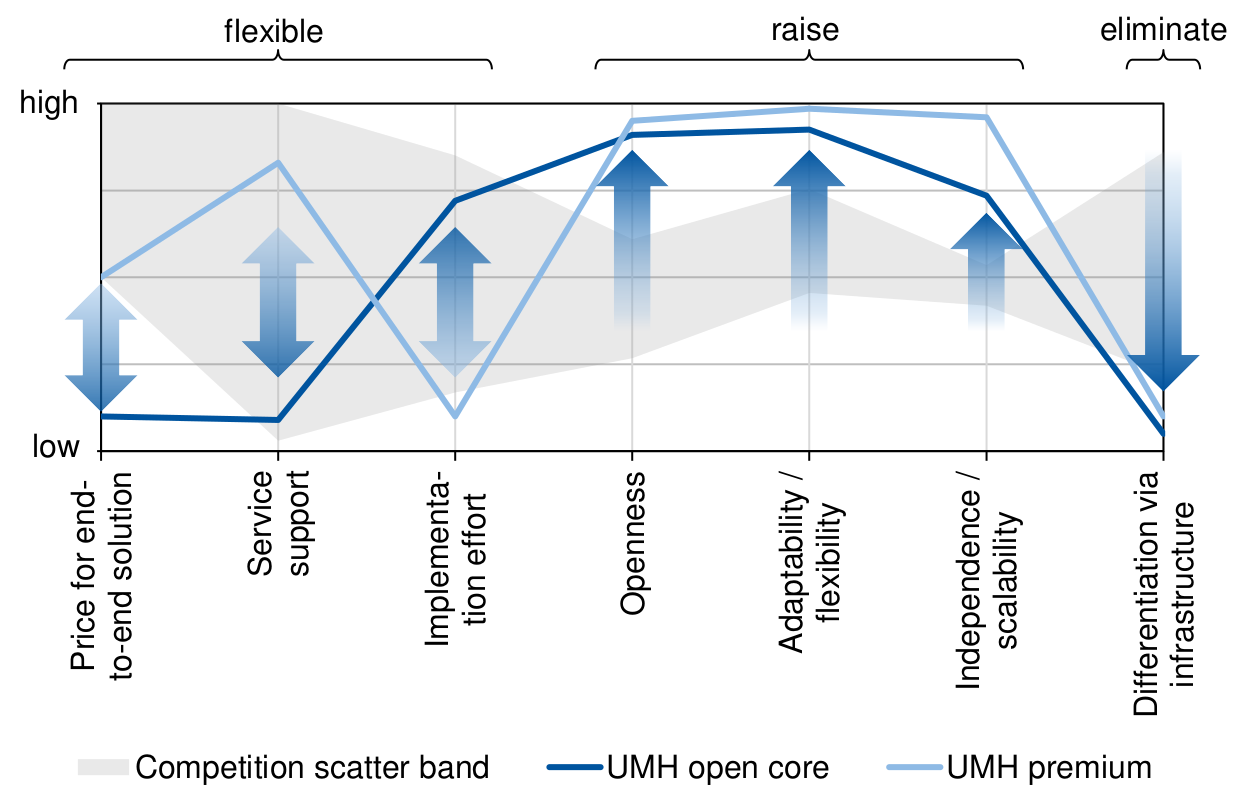 flexible
raise
eliminate
high
low
Price for end-
to-end solution
Service
support
Implementa-
tion effort
Openness
Adaptability /
flexibility
Independence /
scalability
Differentiation via
infrastructure
Competition scatter band
UMH open core
UMH premium